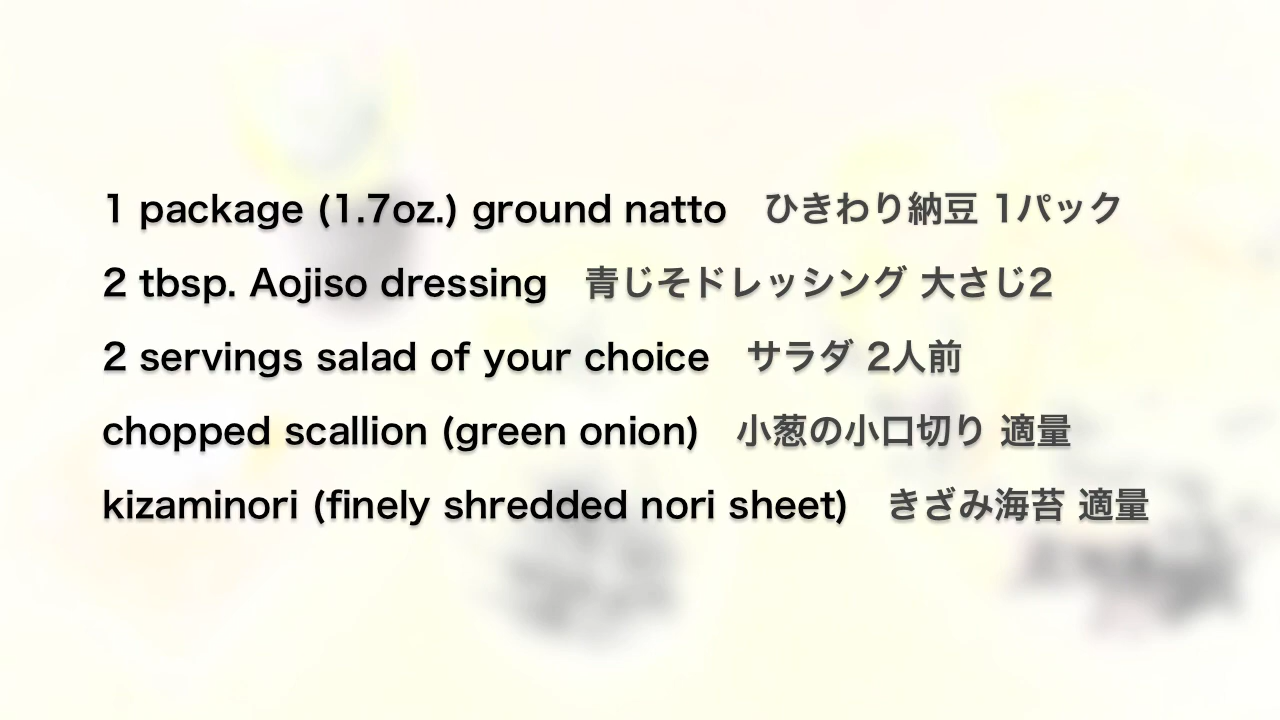 1 package (1.7oz.) ground natto　ひきわり納豆 1パック
2 tbsp. Aojiso dressing　青じそドレッシング 大さじ2
2 servings salad of your choice　サラダ 2人前
chopped scallion (green onion)　小葱の小口切り 適量
kizaminori (finely shredded nori sheet)　きざみ海苔 適量